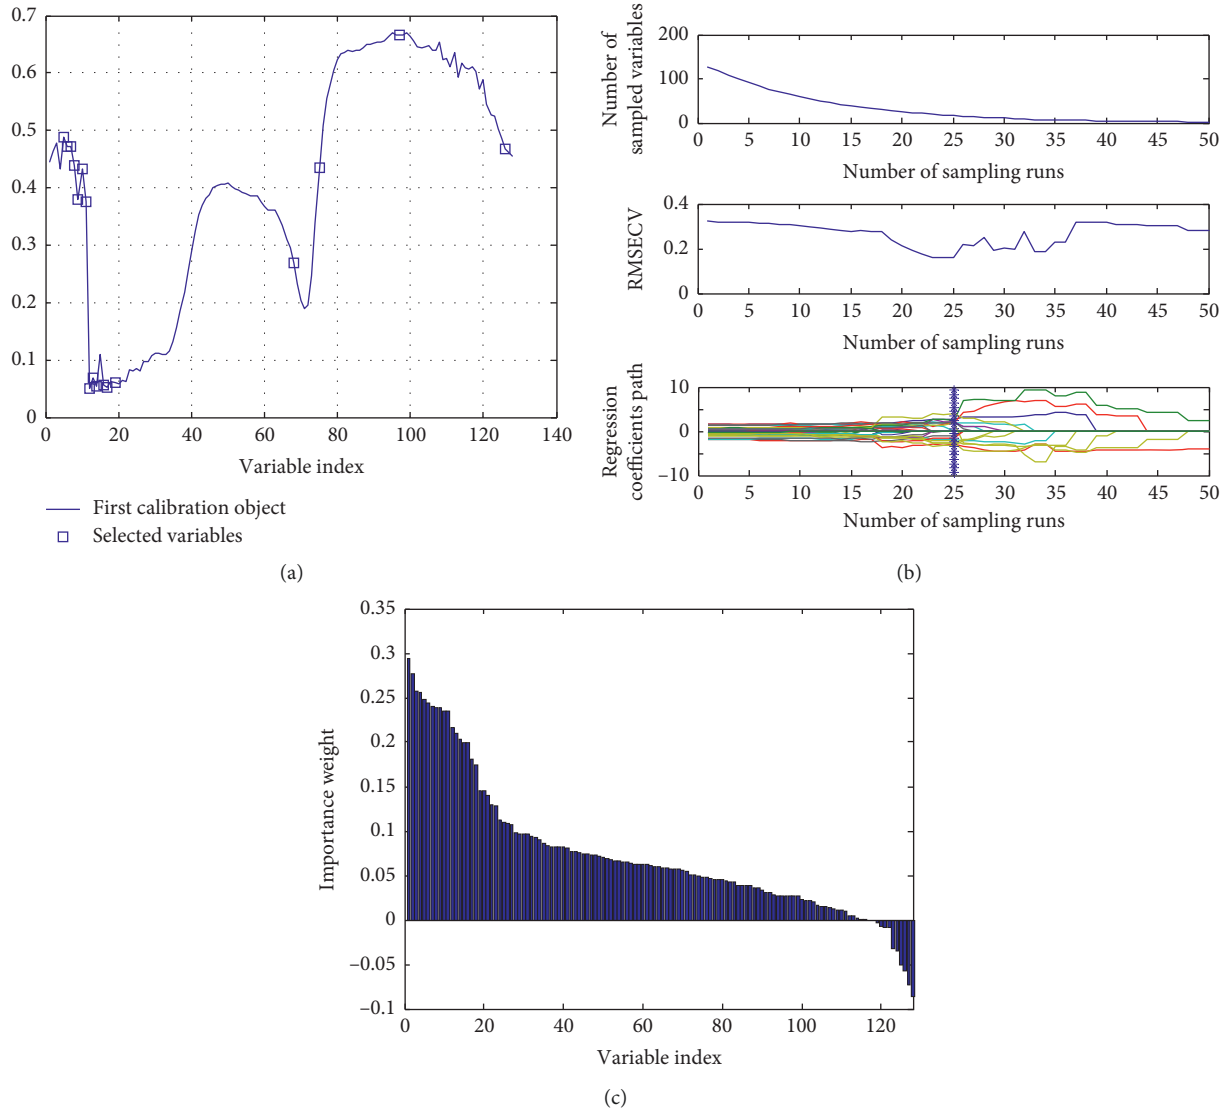 0.7
0.6
0.5
0.4
0.3
0.2
0.1
0
0 20 40 60 80 100 120 140
Variable index
First calibration object
Selected variables
(a)
Number of
sampled variables
200
100
0
0 5 10 15 20 25 30 35 40 45 50
Number of sampling runs
RMSECV
0.4
0.2
0
0 5 10 15 20 25 30 35 40 45 50
Number of sampling runs
Regression
coefficients path
10
0
−10
0 5 10 15 20 25 30 35 40 45 50
Number of sampling runs
(b)
Importance weight
0.35
0.3
0.25
0.2
0.15
0.1
0.05
0
−0.05
−0.1
0 20 40 60 80 100 120
Variable index
(c)